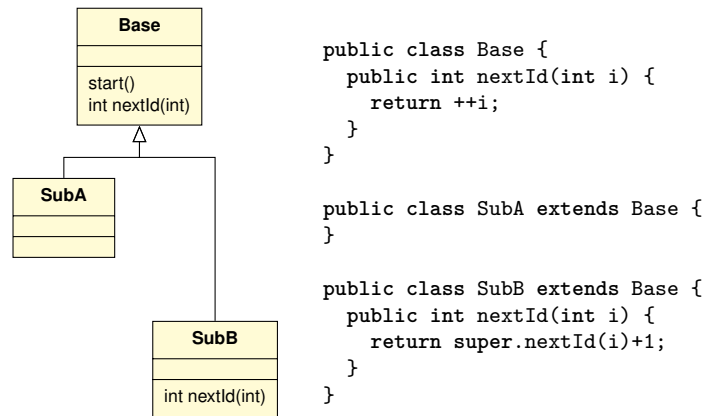 Base
start()
int nextId(int)
SubA
SubB
int nextId(int)
public class Base {
  public int nextId(int i) {
    return ++i;
  }
}
public class SubA extends Base {
}
public class SubB extends Base {
  public int nextId(int i) {
    return super.nextId(i)+1;
  }
}